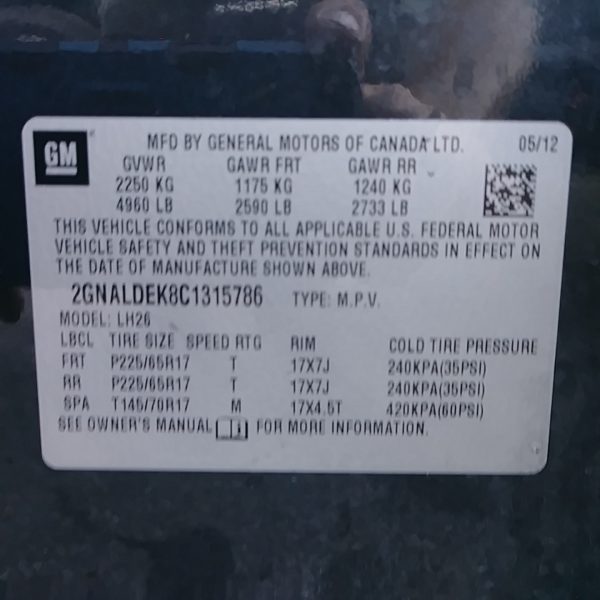 GM MFD BY GENERAL MOTORS OF CANADA LTD. 05/12
GVWR GAWR FRT GAWR RR
2250 KG 1175 KG 1240 KG
4960 LB 2590 LB 2733 LB
THIS VEHICLE CONFORMS TO ALL APPLICABLE U.S. FEDERAL MOTOR
VEHICLE SAFETY AND THEFT PREVENTION STANDARDS IN EFFECT ON
THE DATE OF MANUFACTURE SHOWN ABOVE.
2GNALDEK8C1315786 TYPE: M.P.V.
MODEL: LH26
LBCL TIRE SIZE SPEED RTG RIM COLD TIRE PRESSURE
FRT P225/65R17 T 17X7J 240KPA(35PSI)
RR P225/65R17 T 17X7J 240KPA(35PSI)
SPA T145/70R17 M 17X4.5T 420KPA(60PSI)
SEE OWNER'S MANUAL FOR MORE INFORMATION.